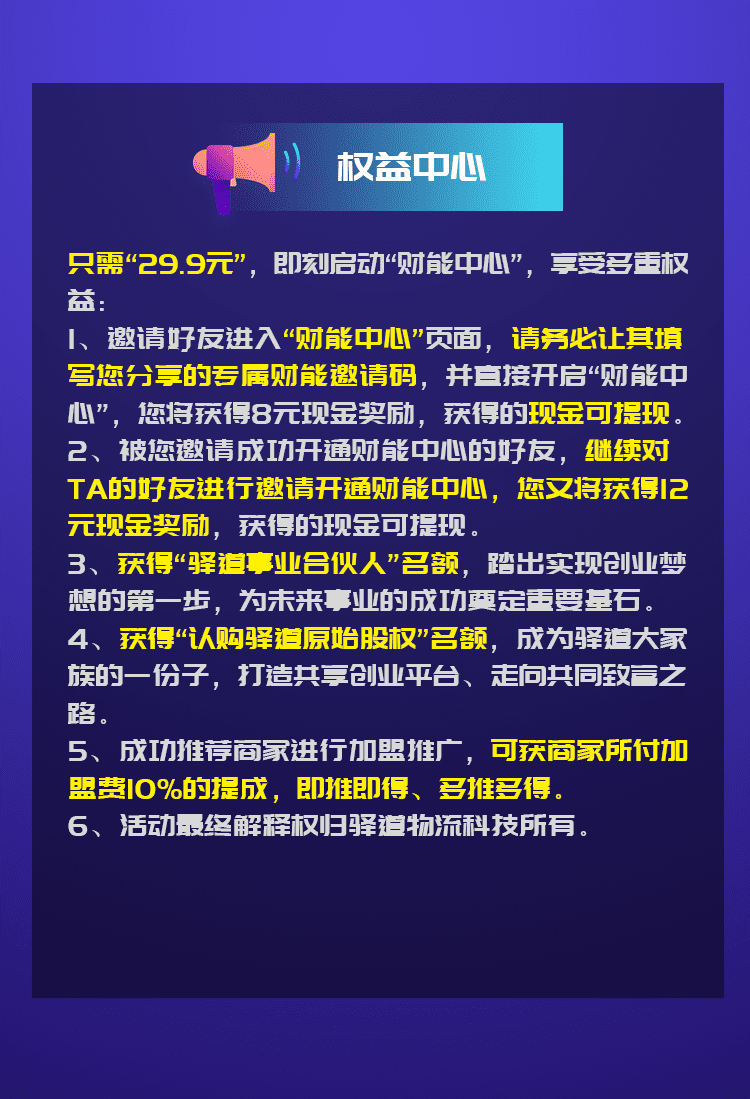 权益中心
只需“29.9元”，即刻启动“财能中心”，享受多重权
益：
1、邀请好友进入“财能中心”页面，请务必让其填
写您分享的专属财能邀请码，并直接开启“财能中
心”，您将获得8元现金奖励，获得的现金可提现。
2、被您邀请成功开通财能中心的好友，继续对
TA的好友进行邀请开通财能中心，您又将获得12
元现金奖励，获得的现金可提现。
3、获得“驿道事业合伙人”名额，踏出实现创业梦
想的第一步，为未来事业的成功奠定重要基石。
4、获得“认购驿道原始股权”名额，成为驿道大家
族的一份子，打造共享创业平台、走向共同致富之
路。
5、成功推荐商家进行加盟推广，可获商家所付加
盟费10%的提成，即推即得、多推多得。
6、活动最终解释权归驿道物流科技所有。